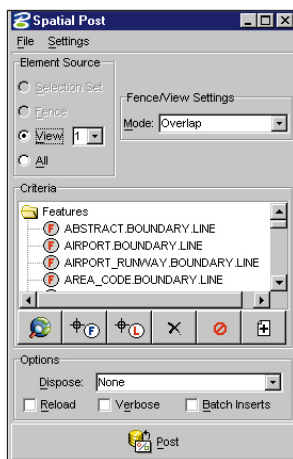 Spatial Post
File Settings
Element Source
Selection Set
Fence
View 1
All
Fence/View Settings
Mode: Overlap
Criteria
Features
F ABSTRACT.BOUNDARY.LINE
F AIRPORT.BOUNDARY.LINE
F AIRPORT_RUNWAY.BOUNDARY.LINE
F AREA_CODE.BOUNDARY.LINE
F L
Options
Dispose: None
Reload Verbose Batch Inserts
Post